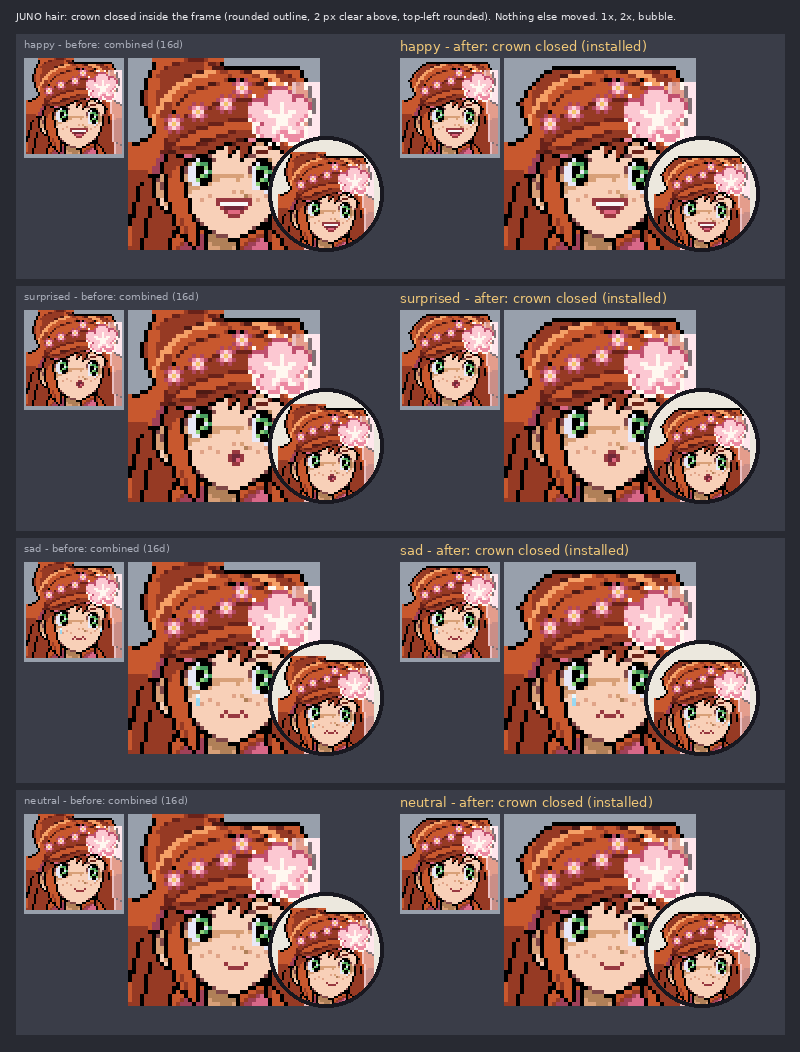 JUNO hair: crown closed inside the frame (rounded outline, 2 px clear above, top-left rounded). Nothing else moved. 1x, 2x, bubble.
happy - before: combined (16d)
happy - after: crown closed (installed)
surprised - before: combined (16d)
surprised - after: crown closed (installed)
sad - before: combined (16d)
sad - after: crown closed (installed)
neutral - before: combined (16d)
neutral - after: crown closed (installed)